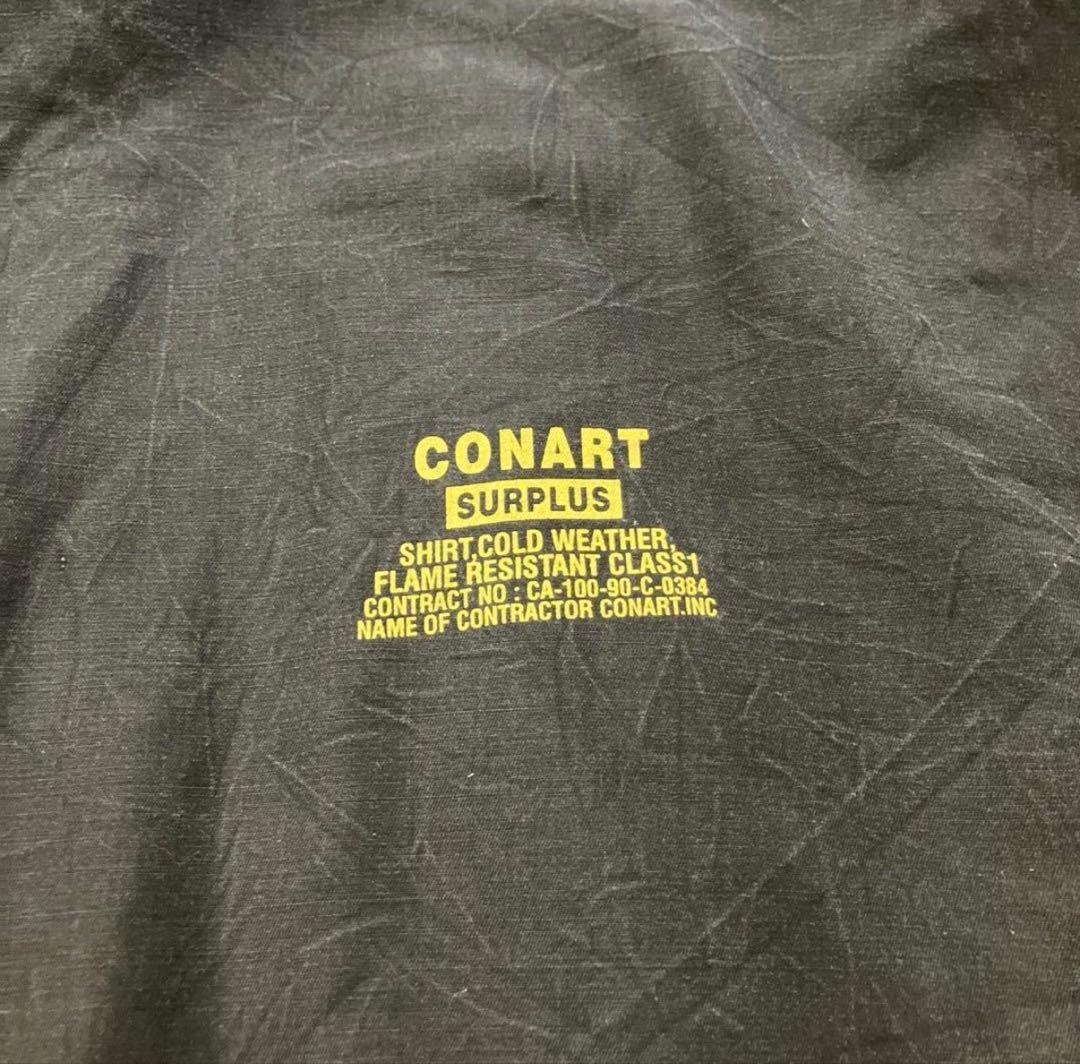 CONART
SURPLUS
SHIRT,COLD WEATHER,
FLAME RESISTANT CLASS1
CONTRACT NO : CA-100-90-C-0384
NAME OF CONTRACTOR CONART.INC